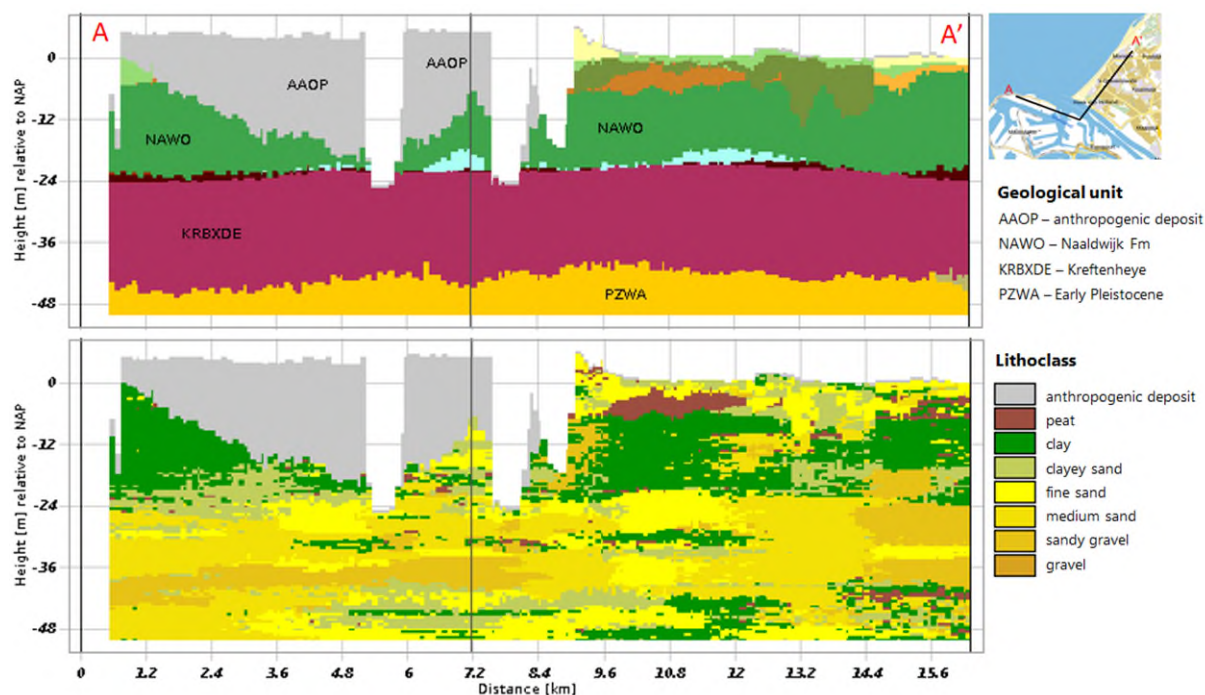 A
A'
AAOP
AAOP
NAWO
NAWO
KRBXDE
PZWA
Height [m] relative to NAP
0
-12
-24
-36
-48
A
A'
Geological unit
AAOP – anthropogenic deposit
NAWO – Naaldwijk Fm
KRBXDE – Kreftenheye
PZWA – Early Pleistocene
Height [m] relative to NAP
0
-12
-24
-36
-48
0 1.2 2.4 3.6 4.8 6 7.2 8.4 9.6 10.8 12 13.2 14.4 15.6
Distance [km]
Lithoclass
anthropogenic deposit
peat
clay
clayey sand
fine sand
medium sand
sandy gravel
gravel